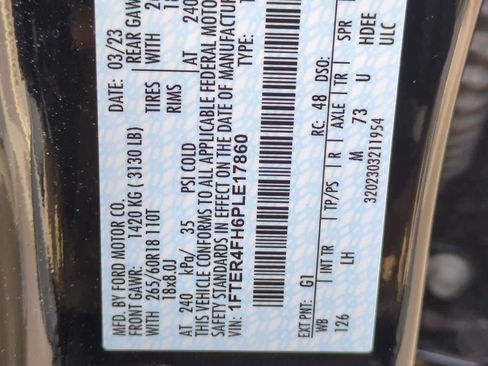 MFD. BY FORD MOTOR CO.
DATE: 03/23
FRONT GAWR: 1420 KG ( 3130 LB)
REAR GAW
WITH 265/60R18 110T TIRES
WITH
18x8.0J RIMS
AT 240 kPa/ 35 PSI COLD
AT 240
THIS VEHICLE CONFORMS TO ALL APPLICABLE FEDERAL MOTOR
SAFETY STANDARDS IN EFFECT ON THE DATE OF MANUFACTURE
VIN: 1FTER4FH6PLE17860
EXT PNT: G1 RC: 48 DSO:
WB INT TR TP/PS R AXLE TR SPR
126 LH M 73 U HDEE
3202303211954 ULC